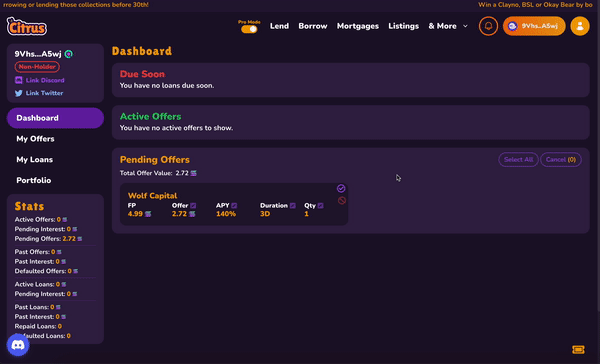 rrowing or lending those collections before 30th!
Win a Clayno, BSL or Okay Bear by bo
Citrus
Pro Mode
Lend
Borrow
Mortgages
Listings
& More
9Vhs...A5wj
9Vhs...A5wj
Non-Holder
Link Discord
Link Twitter
Dashboard
My Offers
My Loans
Portfolio
Stats
Active Offers: 0
Pending Interest: 0
Pending Offers: 2.72
Past Offers: 0
Past Interest: 0
Defaulted Offers: 0
Active Loans: 0
Pending Interest: 0
Past Loans: 0
Past Interest: 0
Repaid Loans: 0
faulted Loans: 0
Dashboard
Due Soon
You have no loans due soon.
Active Offers
You have no active offers to show.
Pending Offers
Select All
Cancel (0)
Total Offer Value: 2.72
Wolf Capital
FP Offer APY Duration Qty
4.99 2.72 140% 3D 1